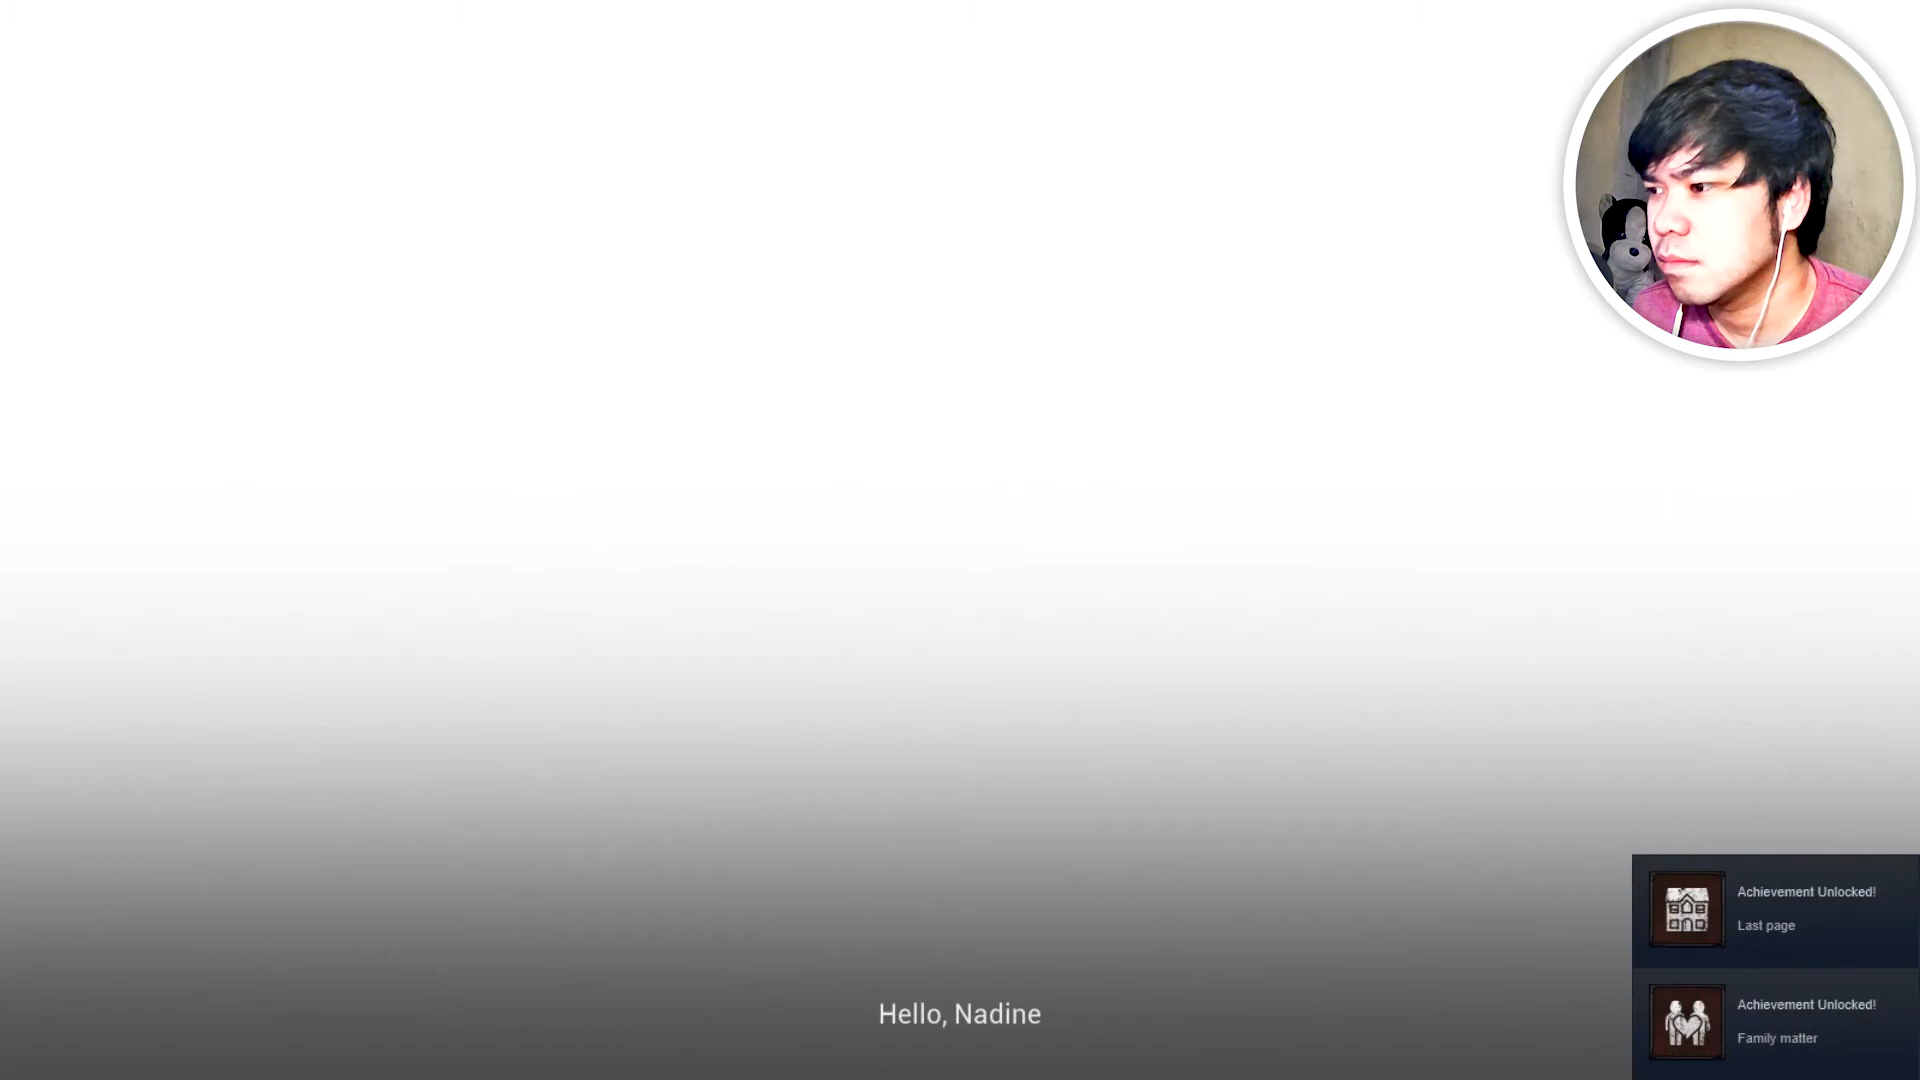 Achievement Unlocked!
Last page
Achievement Unlocked!
Family matter
Hello, Nadine